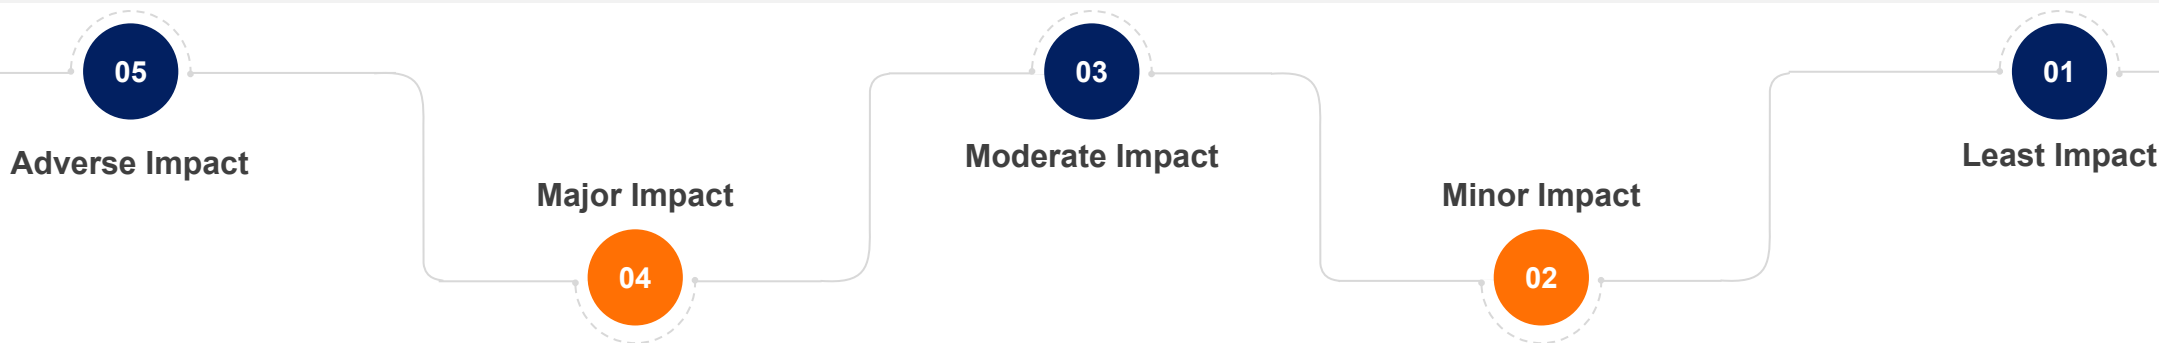 05
Adverse Impact
Major Impact
04
03
Moderate Impact
Minor Impact
02
01
Least Impact